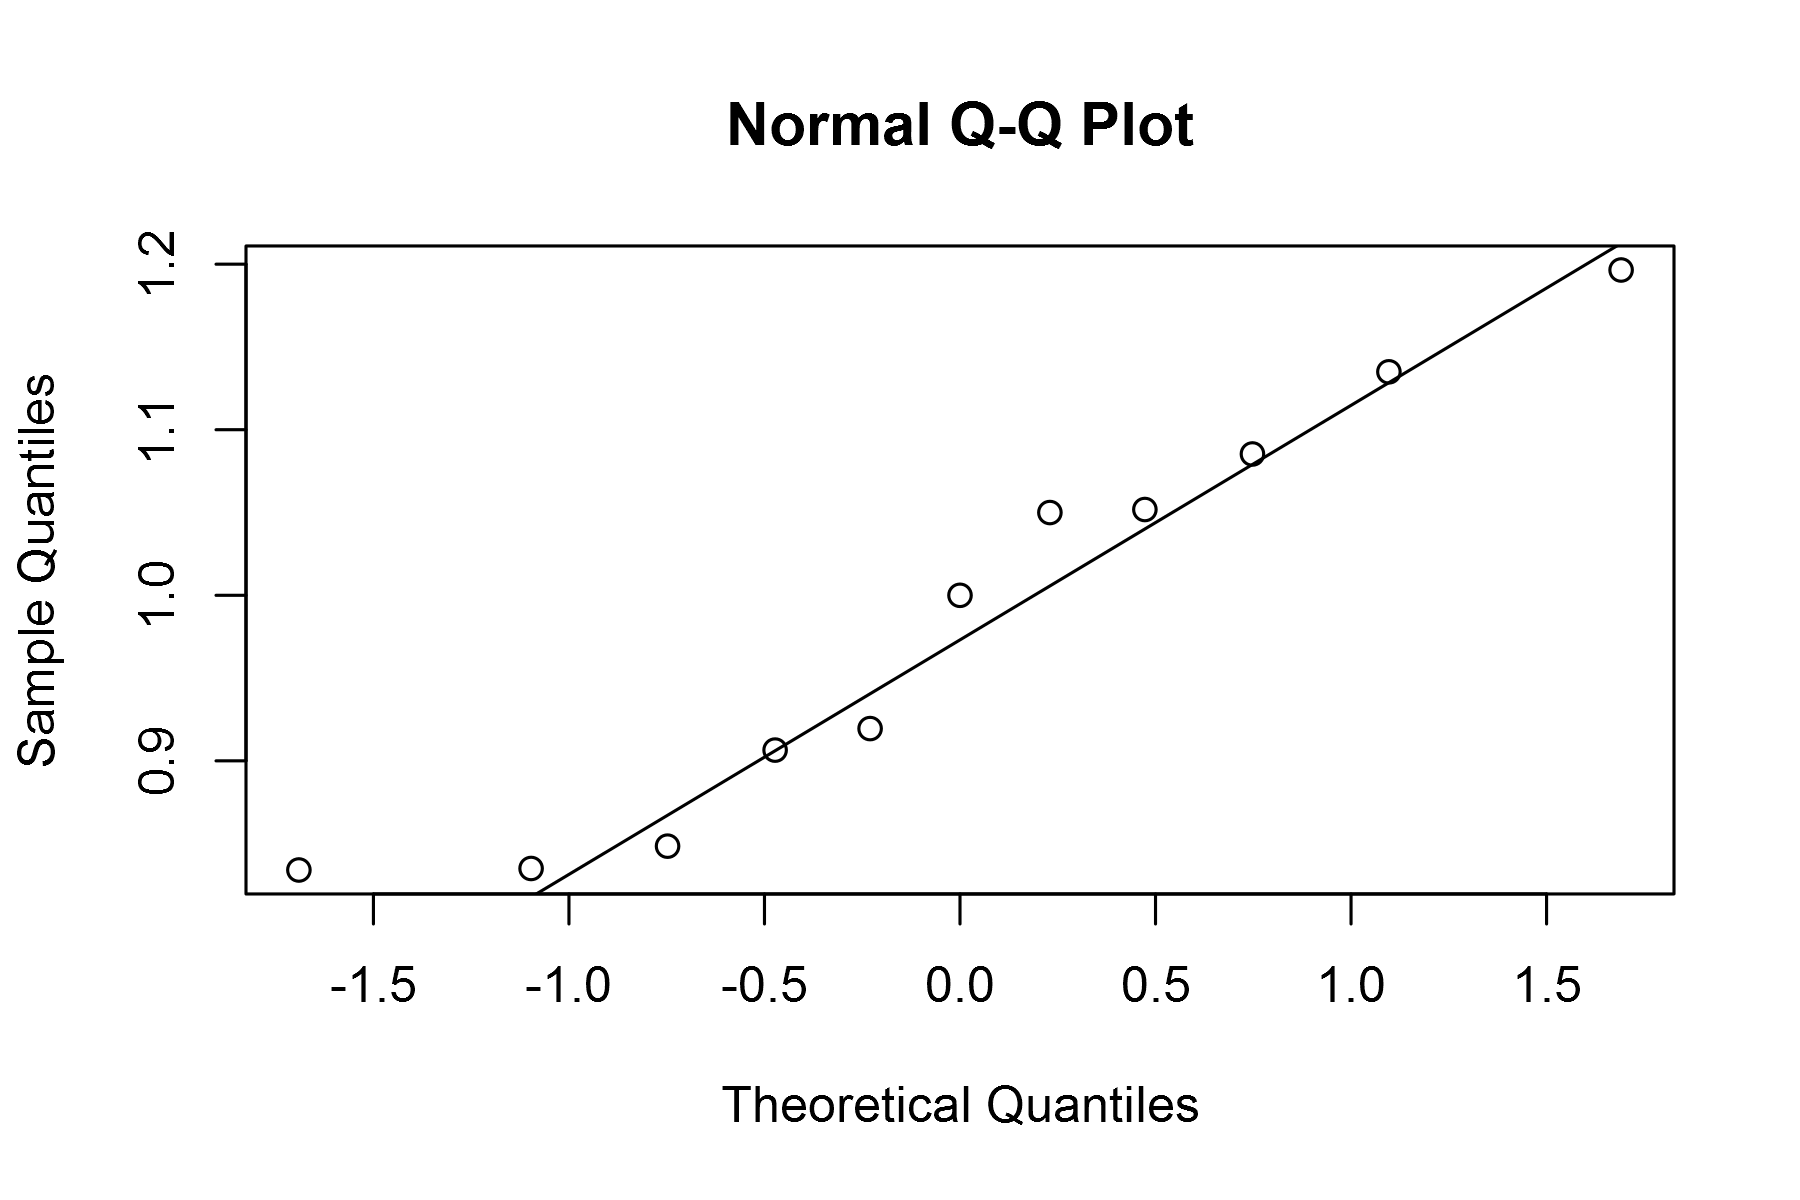 Normal Q-Q Plot
Sample Quantiles
1.2
1.1
1.0
0.9
-1.5 -1.0 -0.5 0.0 0.5 1.0 1.5
Theoretical Quantiles